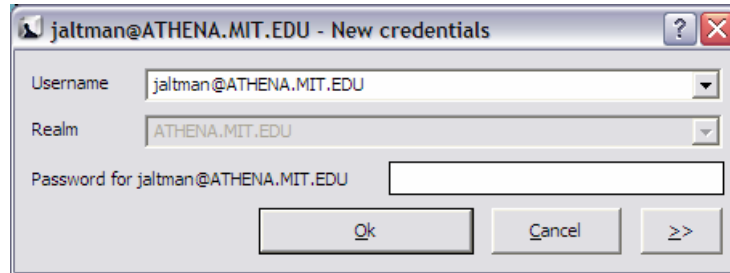 jaltman@ATHENA.MIT.EDU - New credentials
Username jaltman@ATHENA.MIT.EDU
Realm ATHENA.MIT.EDU
Password for jaltman@ATHENA.MIT.EDU
Ok Cancel >>